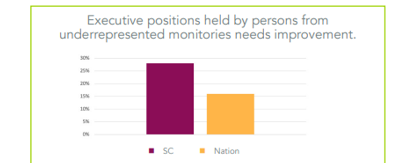 Executive positions held by persons from
underrepresented monitories needs improvement.
30%
25%
20%
15%
10%
5%
0%
SC Nation